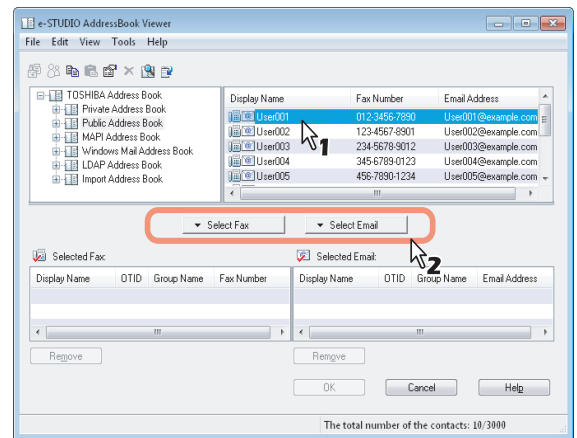 e-STUDIO AddressBook Viewer
File Edit View Tools Help
TOSHIBA Address Book
Private Address Book
Public Address Book
MAPI Address Book
Windows Mail Address Book
LDAP Address Book
Import Address Book
Display Name Fax Number Email Address
User001 012-3456-7890 User001@example.com
User002 123-4567-8901 User002@example.com
User003 234-5678-9012 User003@example.com
User004 345-6789-0123 User004@example.com
User005 456-7890-1234 User005@example.com
1
Select Fax Select Email
2
Selected Fax: Selected Email:
Display Name OTID Group Name Fax Number Display Name OTID Group Name Email Address
Remove Remove
OK Cancel Help
The total number of the contacts: 10/3000